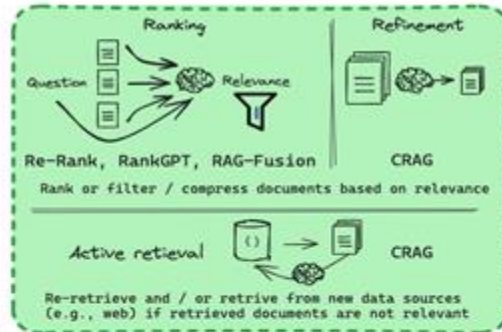 Ranking
Refinement
Question
Relevance
Re-Rank, RankGPT, RAG-Fusion
CRAG
Rank or filter / compress documents based on relevance
Active retieval
{}
CRAG
Re-retrieve and / or retrive from new data sources
(e.g., web) if retrieved documents are not relevant